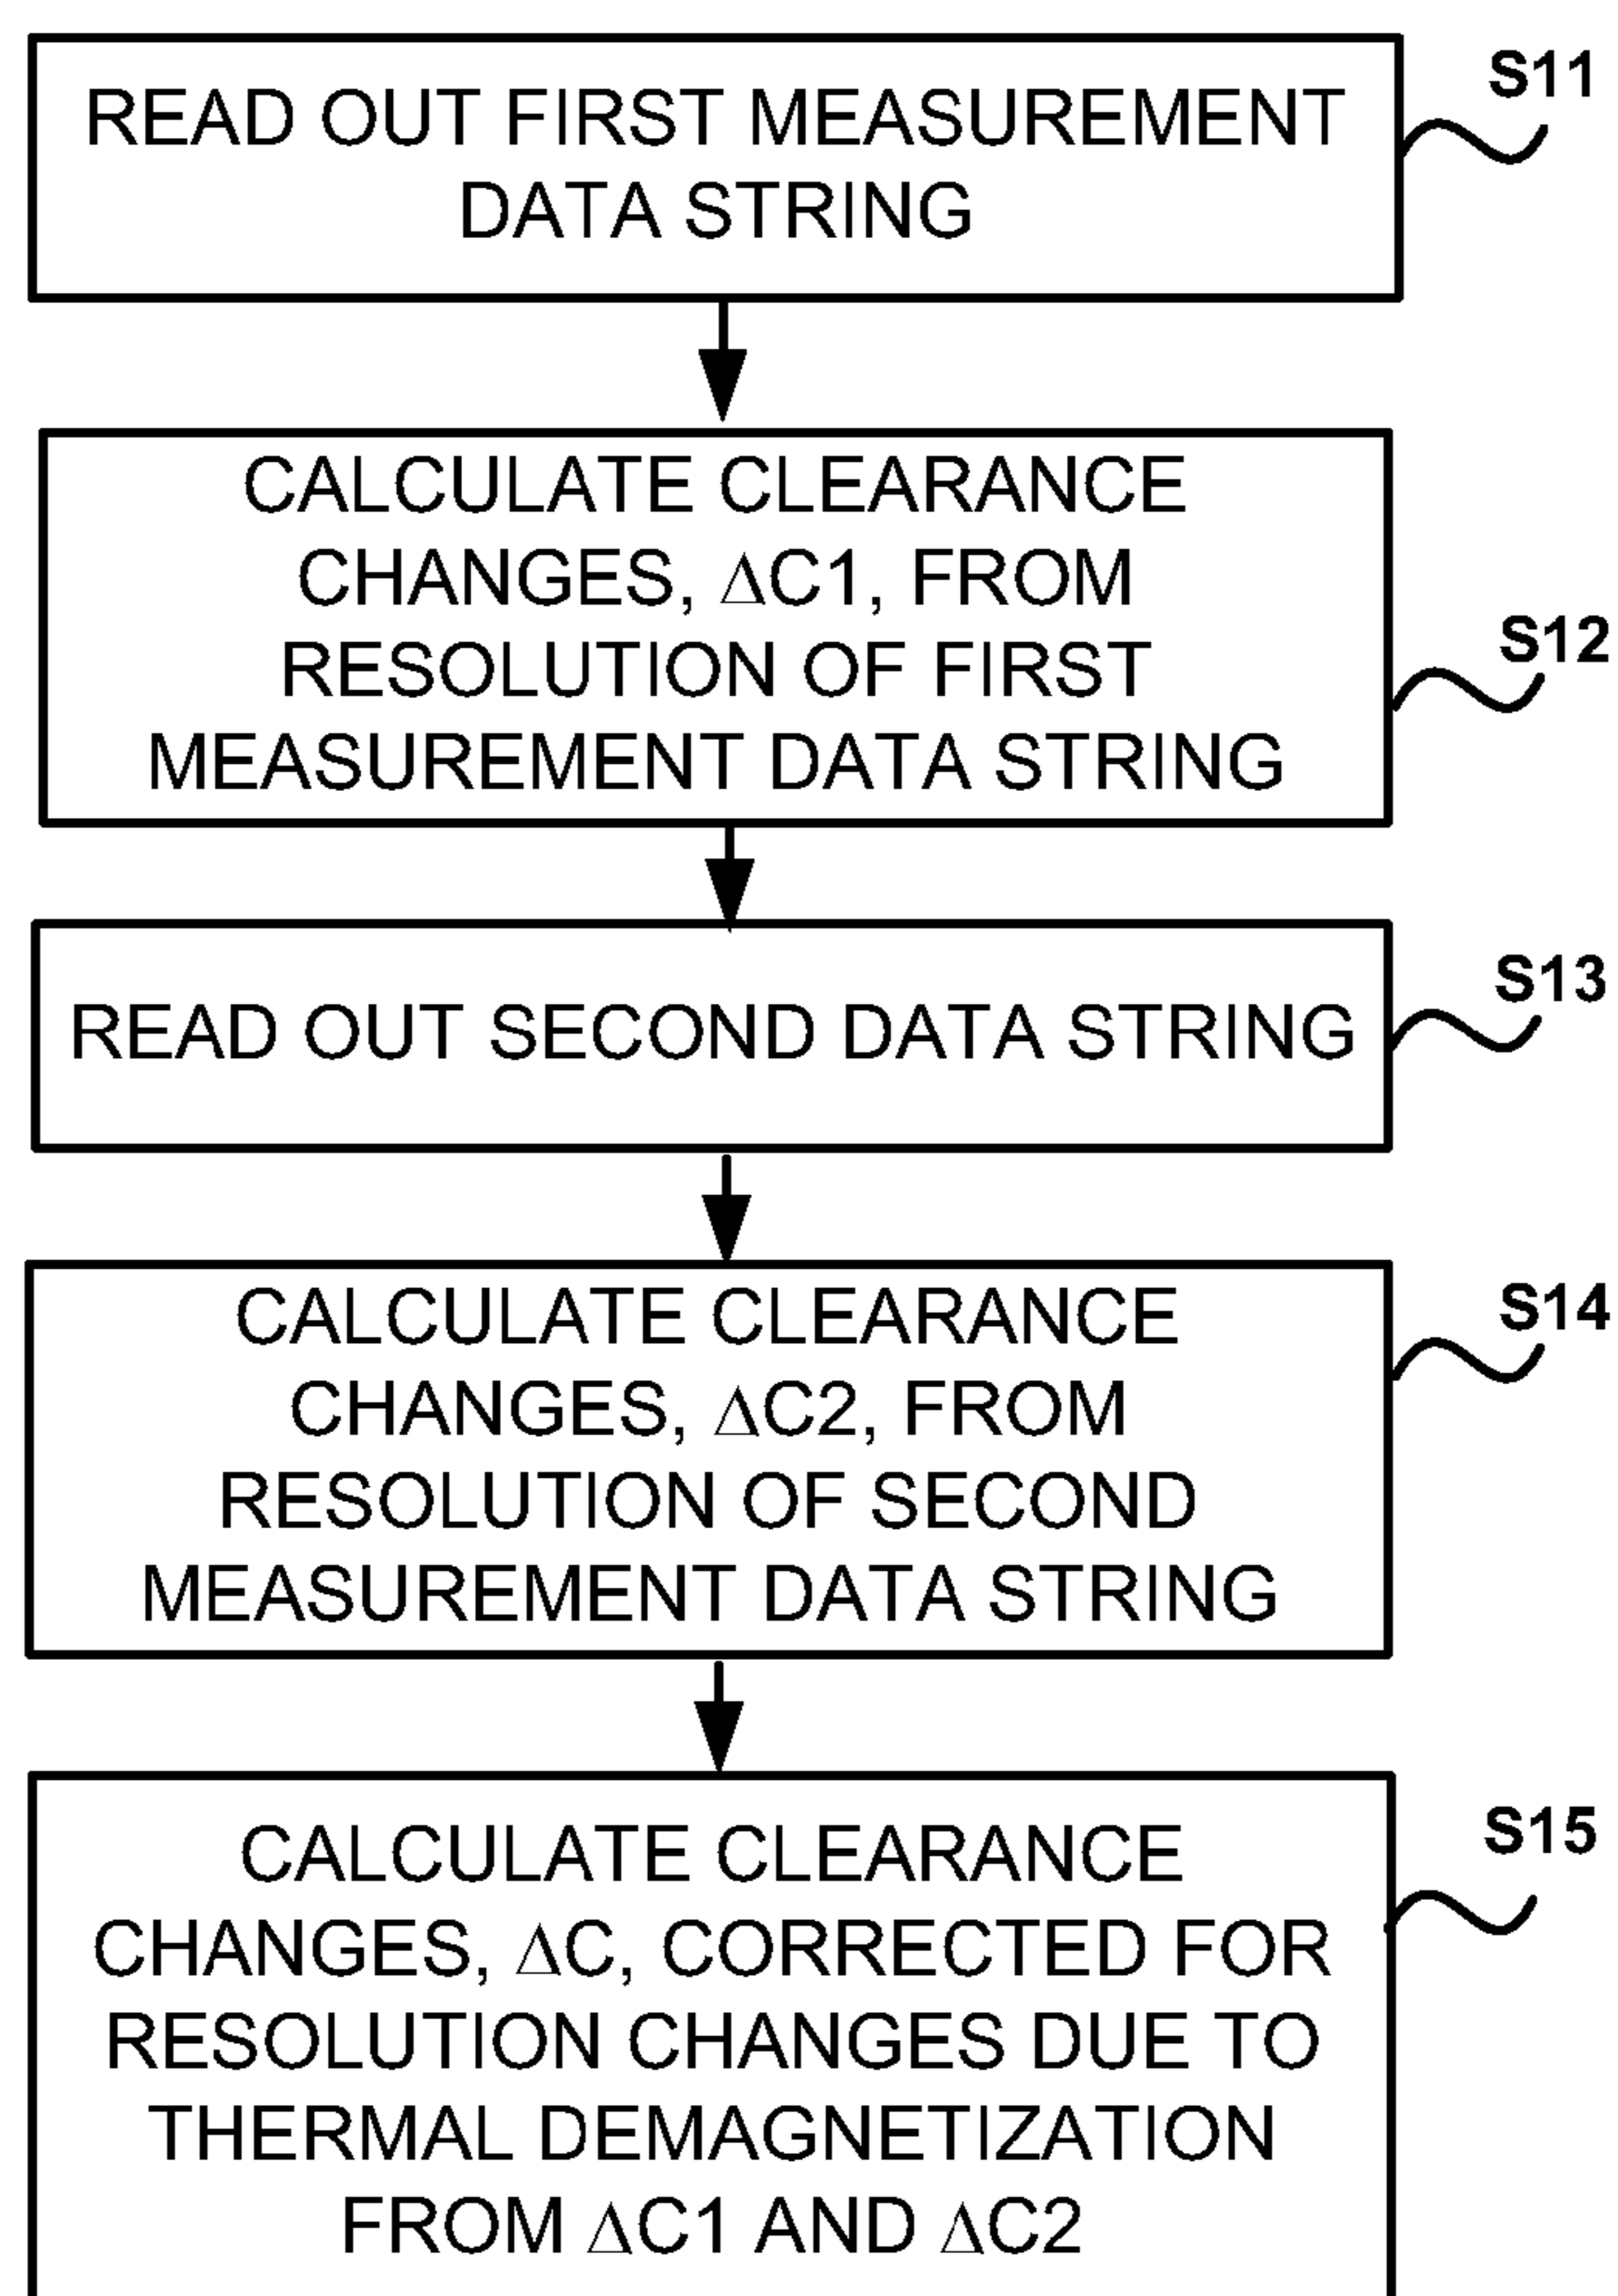 READ OUT FIRST MEASUREMENT
DATA STRING
S11
CALCULATE CLEARANCE
CHANGES, ΔC1, FROM
RESOLUTION OF FIRST
MEASUREMENT DATA STRING
S12
READ OUT SECOND DATA STRING
S13
CALCULATE CLEARANCE
CHANGES, ΔC2, FROM
RESOLUTION OF SECOND
MEASUREMENT DATA STRING
S14
CALCULATE CLEARANCE
CHANGES, ΔC, CORRECTED FOR
RESOLUTION CHANGES DUE TO
THERMAL DEMAGNETIZATION
FROM ΔC1 AND ΔC2
S15